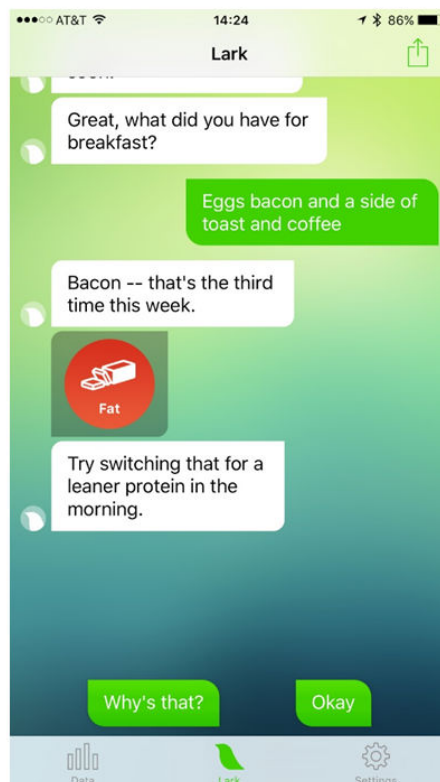 AT&T 14:24 86%
Lark
Great, what did you have for
breakfast?
Eggs bacon and a side of
toast and coffee
Bacon -- that's the third
time this week.
Fat
Try switching that for a
leaner protein in the
morning.
Why's that? Okay
Data Lark Settings